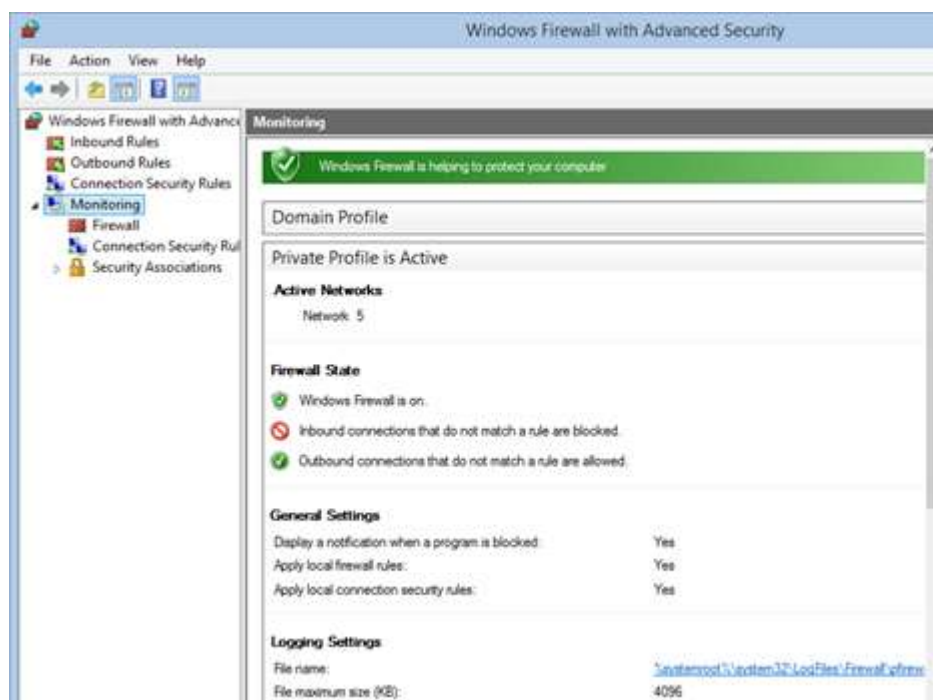 Windows Firewall with Advanced Security
File Action View Help
Windows Firewall with Advance
Inbound Rules
Outbound Rules
Connection Security Rules
Monitoring
Firewall
Connection Security Rul
Security Associations
Monitoring
Windows Firewall is helping to protect your computer
Domain Profile
Private Profile is Active
Active Networks
Network 5
Firewall State
Windows Firewall is on.
Inbound connections that do not match a rule are blocked.
Outbound connections that do not match a rule are allowed.
General Settings
Display a notification when a program is blocked: Yes
Apply local firewall rules: Yes
Apply local connection security rules: Yes
Logging Settings
File name: %systemroot%\system32\LogFiles\Firewall\pfirew
File maximum size (KB): 4096